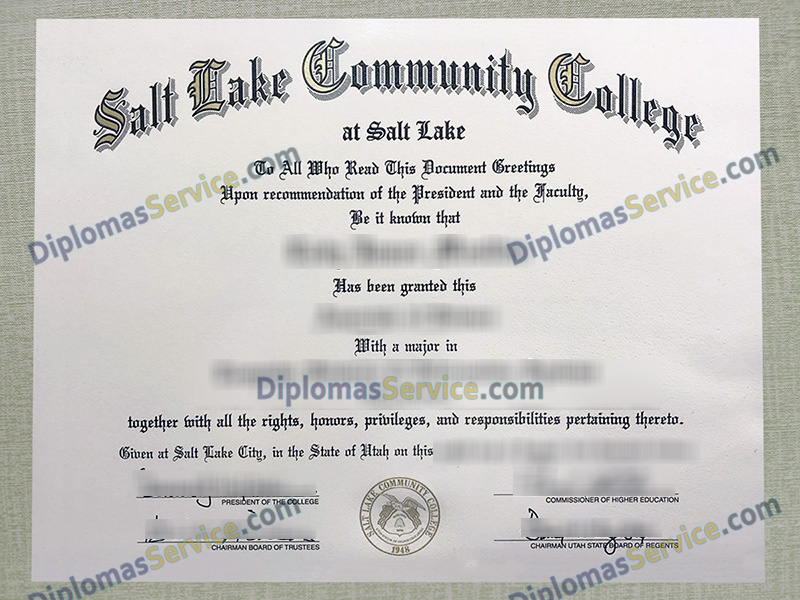 Salt Lake Community College
at Salt Lake
To All Who Read This Document Greetings
Upon recommendation of the President and the Faculty,
Be it known that
DiplomasService.com
DiplomasService.com
DiplomasService.com
DiplomasService.com
Has been granted this
With a major in
DiplomasService.com
together with all the rights, honors, privileges, and responsibilities pertaining thereto.
Given at Salt Lake City, in the State of Utah on this
PRESIDENT OF THE COLLEGE
COMMISSIONER OF HIGHER EDUCATION
SALT LAKE COMMUNITY COLLEGE
1948
CHAIRMAN BOARD OF TRUSTEES
CHAIRMAN UTAH STATE BOARD OF REGENTS
DiplomasService.com
DiplomasService.com